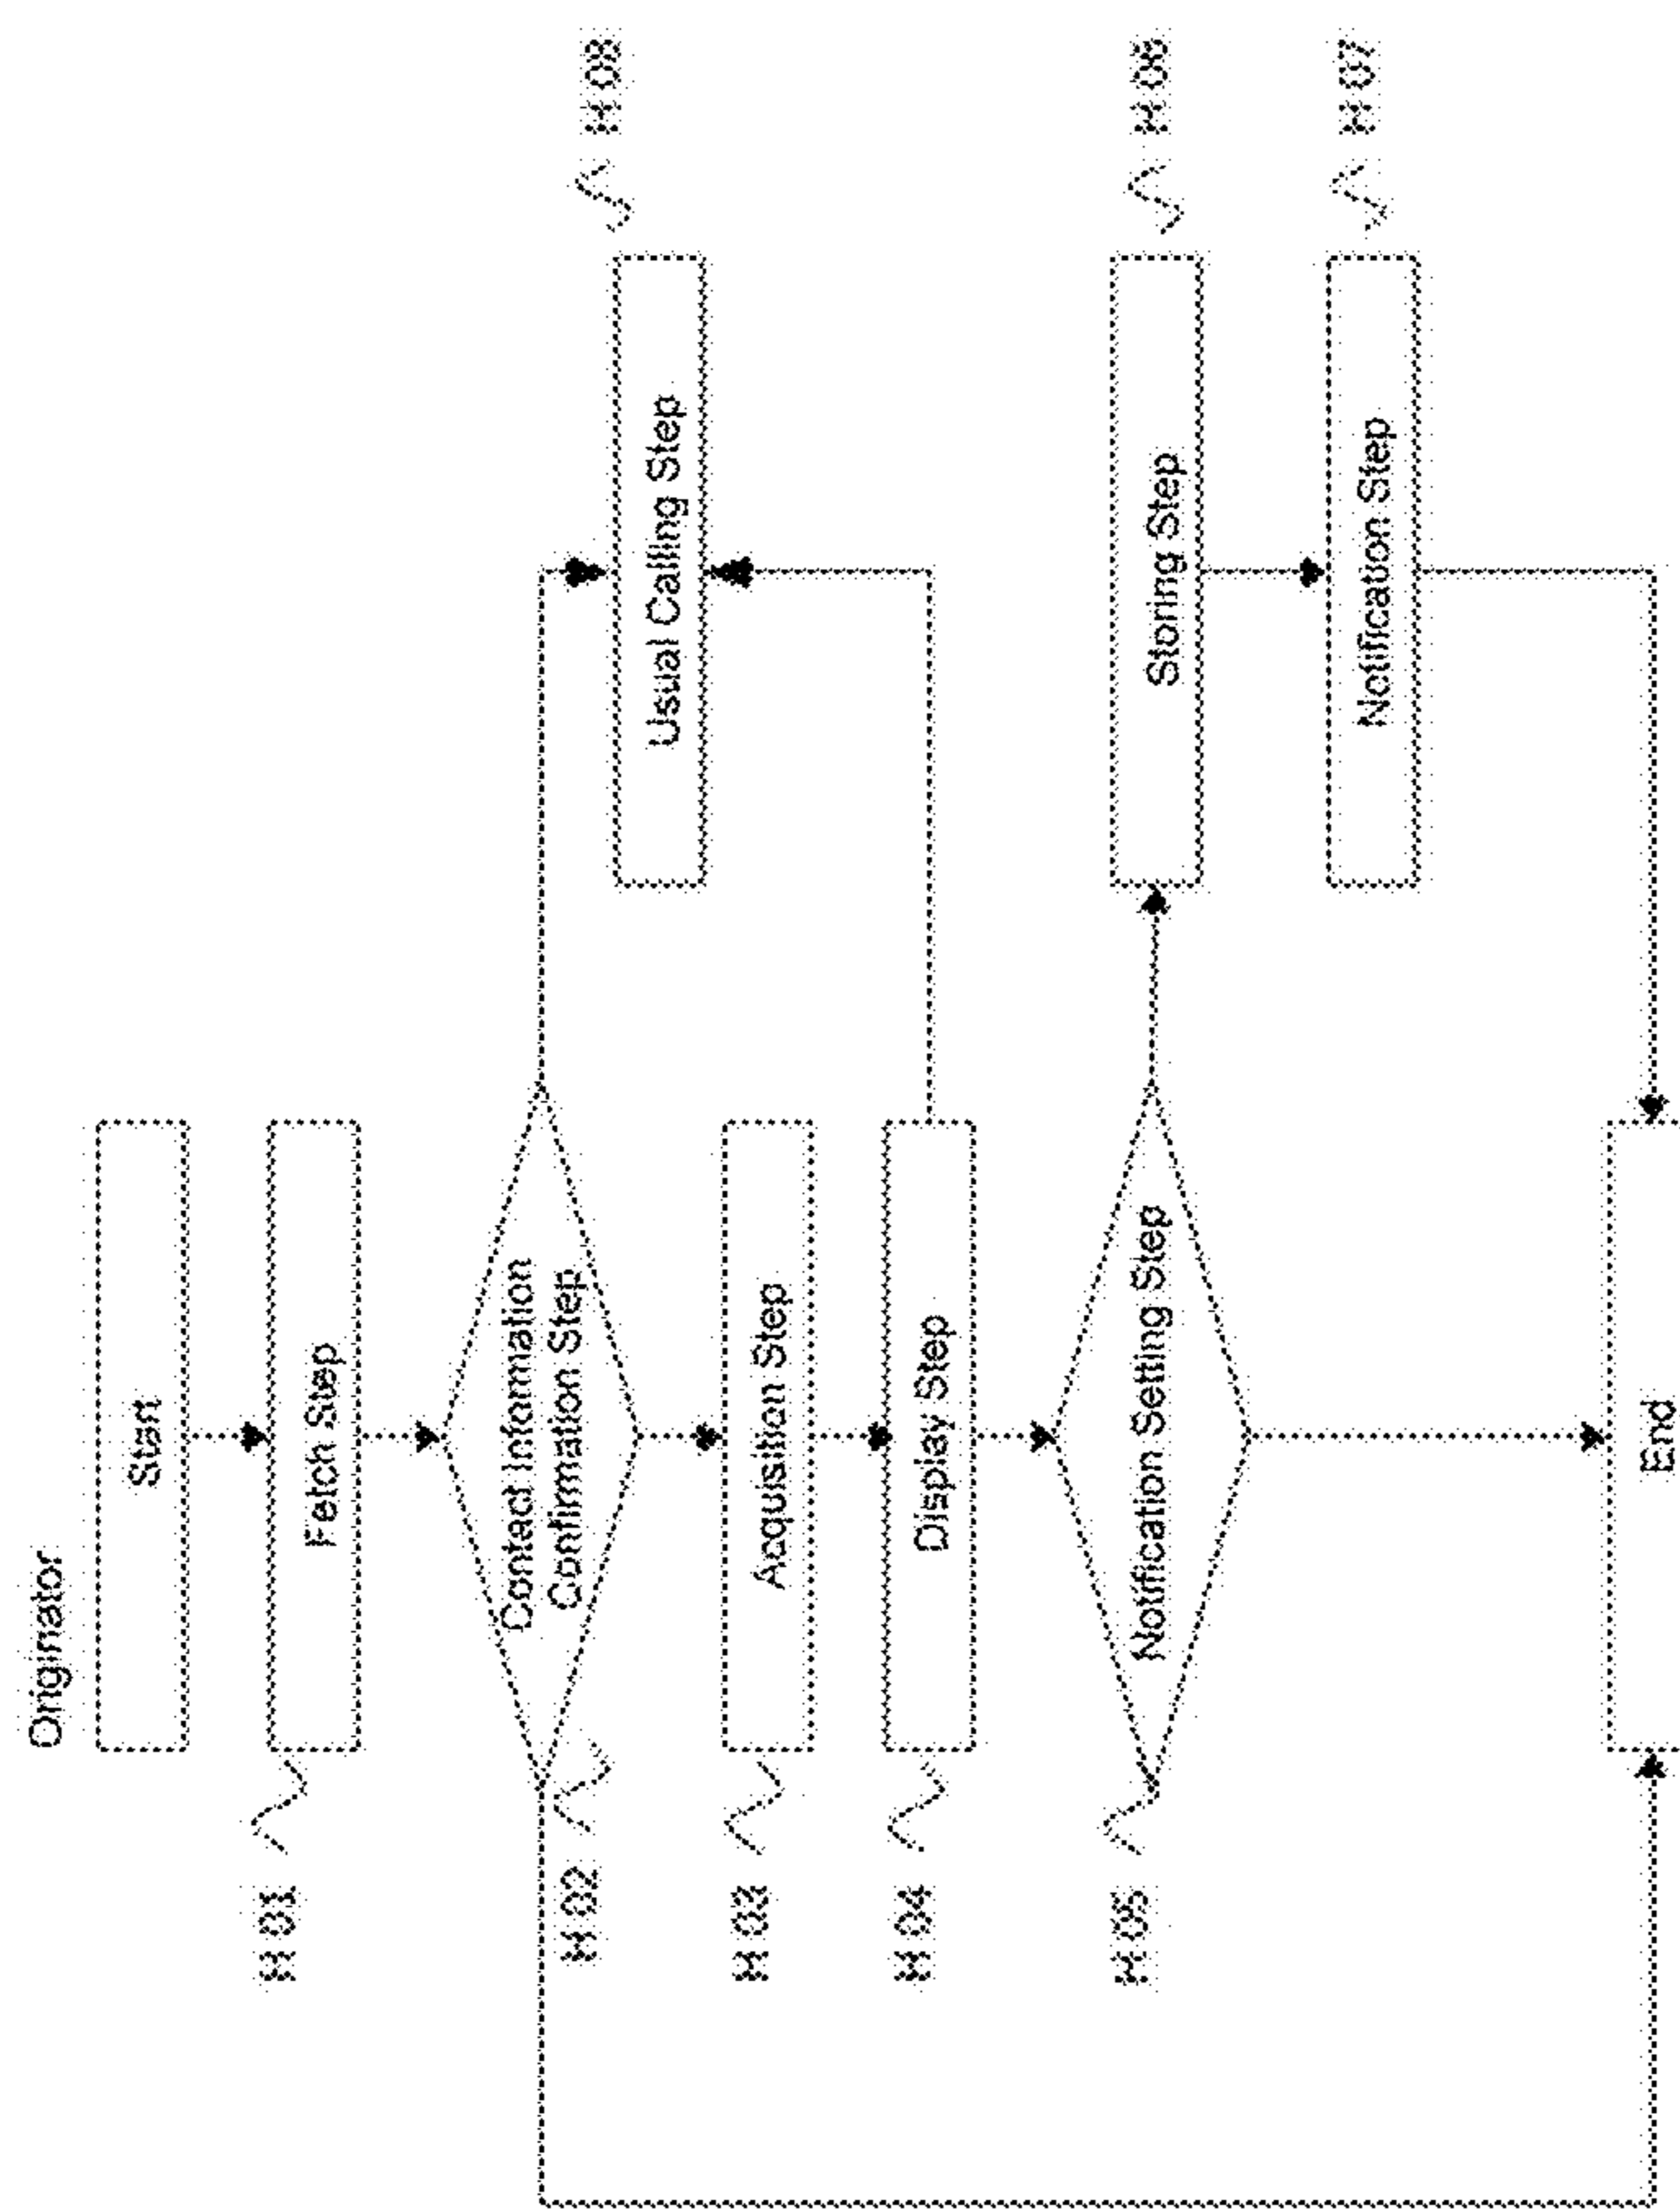 Originator
Start
H 01
Fetch Step
H 02
Contact Information
Confirmation Step
H 08
Usual Calling Step
H 03
Acquisition Step
H 04
Display Step
H 05
Notification Setting Step
Storing Step
H 06
Notification Step
H 07
End